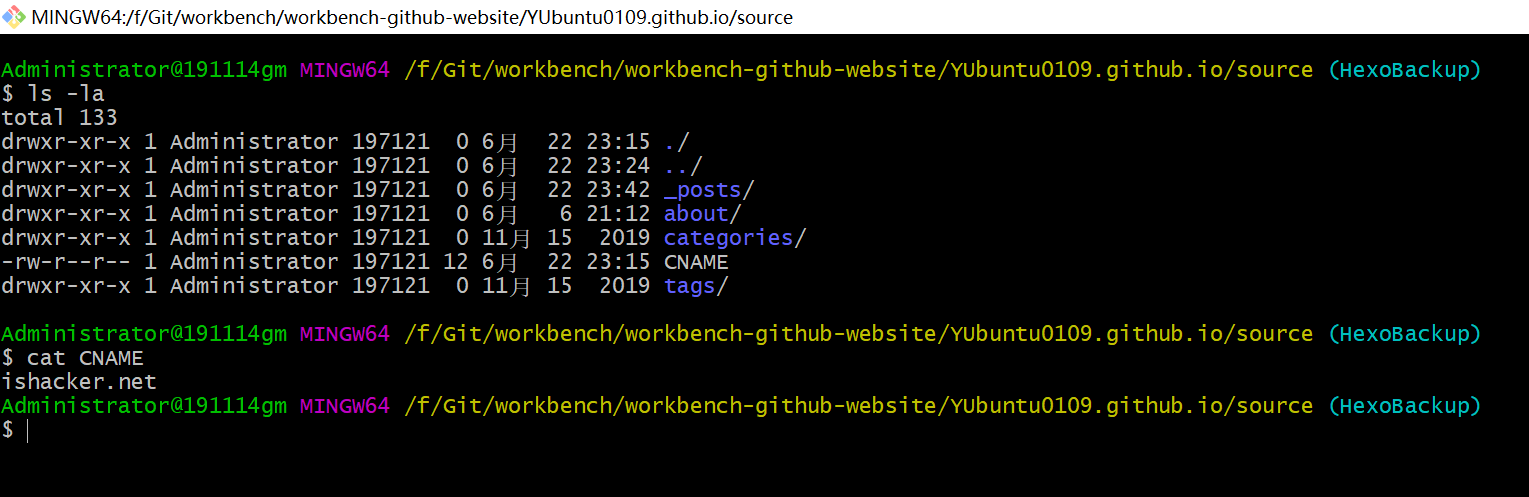 MINGW64:/f/Git/workbench/workbench-github-website/YUbuntu0109.github.io/source
Administrator@191114gm MINGW64 /f/Git/workbench/workbench-github-website/YUbuntu0109.github.io/source (HexoBackup)
$ ls -la
total 133
drwxr-xr-x 1 Administrator 197121  0 6月  22 23:15 ./
drwxr-xr-x 1 Administrator 197121  0 6月  22 23:24 ../
drwxr-xr-x 1 Administrator 197121  0 6月  22 23:42 _posts/
drwxr-xr-x 1 Administrator 197121  0 6月   6 21:12 about/
drwxr-xr-x 1 Administrator 197121  0 11月 15  2019 categories/
-rw-r--r-- 1 Administrator 197121 12 6月  22 23:15 CNAME
drwxr-xr-x 1 Administrator 197121  0 11月 15  2019 tags/
Administrator@191114gm MINGW64 /f/Git/workbench/workbench-github-website/YUbuntu0109.github.io/source (HexoBackup)
$ cat CNAME
ishacker.net
Administrator@191114gm MINGW64 /f/Git/workbench/workbench-github-website/YUbuntu0109.github.io/source (HexoBackup)
$